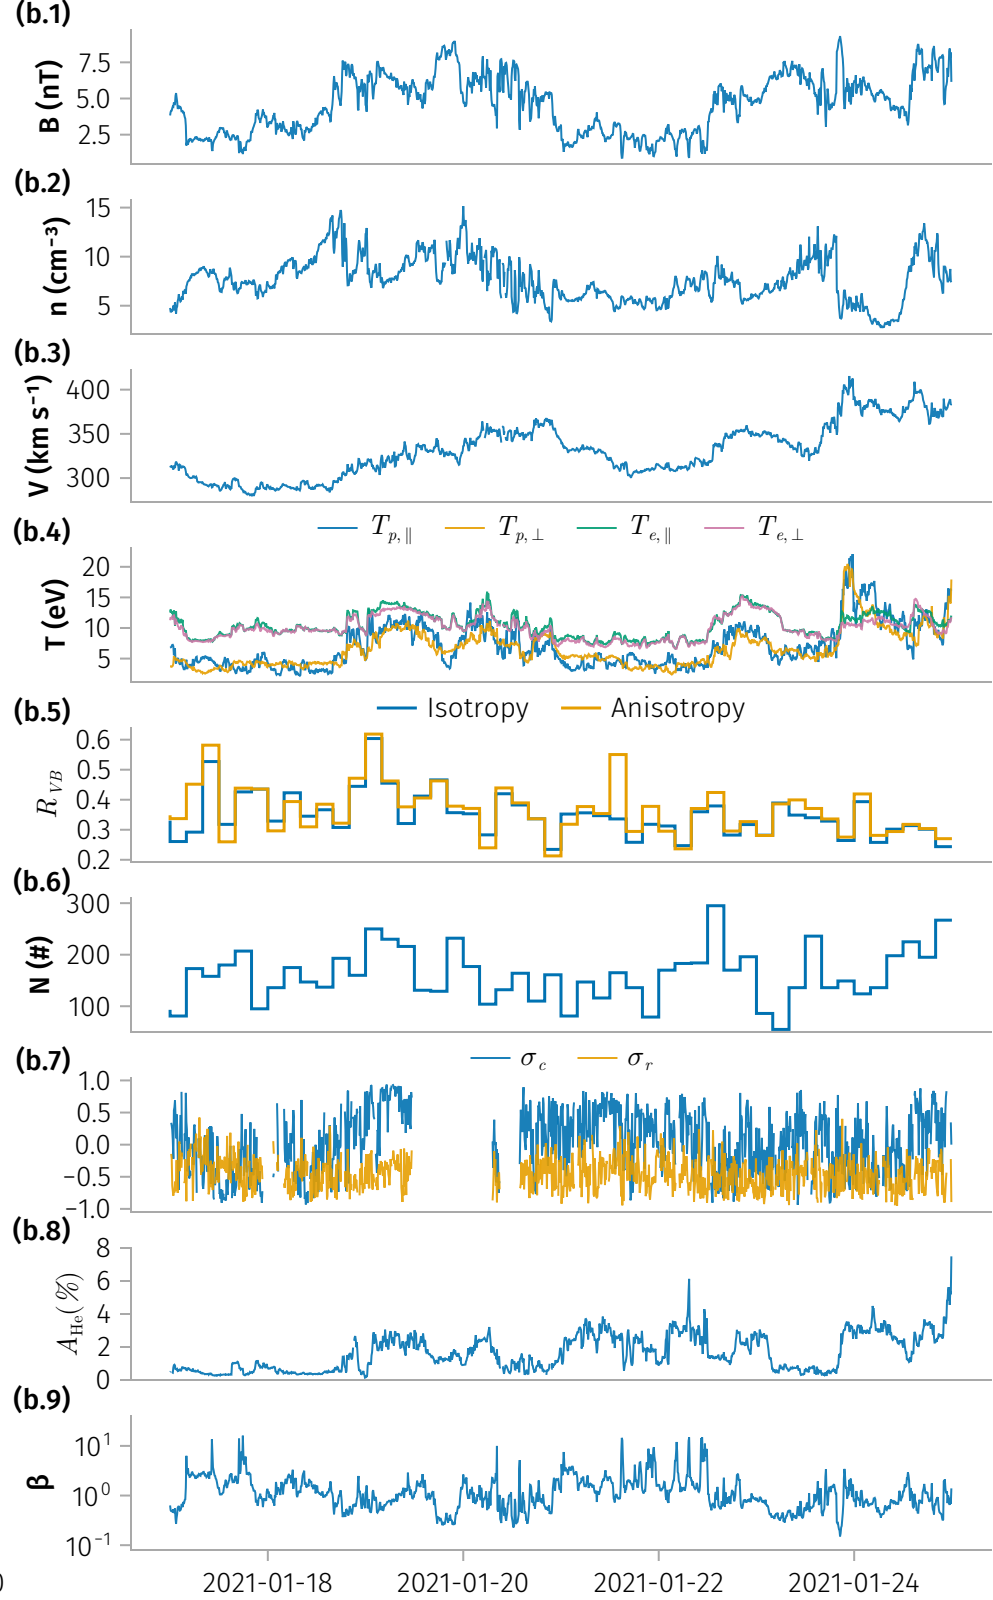 (b.1)
B (nT)
7.5
5.0
2.5
(b.2)
n (cm⁻³)
15
10
5
(b.3)
V (km s⁻¹)
400
350
300
(b.4)
T_{p,∥} T_{p,⊥} T_{e,∥} T_{e,⊥}
T (eV)
20
15
10
5
(b.5)
Isotropy Anisotropy
R_{VB}
0.6
0.5
0.4
0.3
0.2
(b.6)
N (#)
300
200
100
(b.7)
σ_c σ_r
1.0
0.5
0.0
−0.5
−1.0
(b.8)
A_{He}(%)
8
6
4
2
0
(b.9)
β
10¹
10⁰
10⁻¹
0 2021-01-18 2021-01-20 2021-01-22 2021-01-24